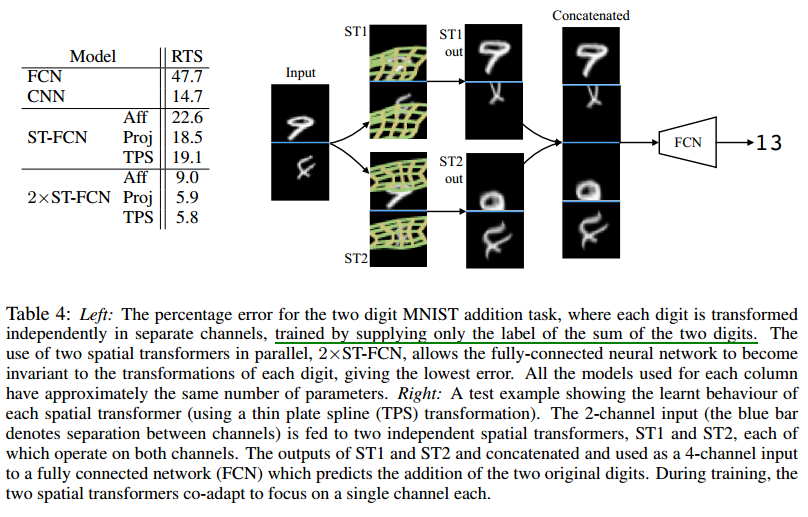 Model RTS
FCN 47.7
CNN 14.7
ST-FCN Aff 22.6
Proj 18.5
TPS 19.1
2×ST-FCN Aff 9.0
Proj 5.9
TPS 5.8
Input
ST1
ST2
ST1
out
ST2
out
Concatenated
FCN
13
Table 4: Left: The percentage error for the two digit MNIST addition task, where each digit is transformed
independently in separate channels, trained by supplying only the label of the sum of the two digits. The
use of two spatial transformers in parallel, 2×ST-FCN, allows the fully-connected neural network to become
invariant to the transformations of each digit, giving the lowest error. All the models used for each column
have approximately the same number of parameters. Right: A test example showing the learnt behaviour of
each spatial transformer (using a thin plate spline (TPS) transformation). The 2-channel input (the blue bar
denotes separation between channels) is fed to two independent spatial transformers, ST1 and ST2, each of
which operate on both channels. The outputs of ST1 and ST2 and concatenated and used as a 4-channel input
to a fully connected network (FCN) which predicts the addition of the two original digits. During training, the
two spatial transformers co-adapt to focus on a single channel each.